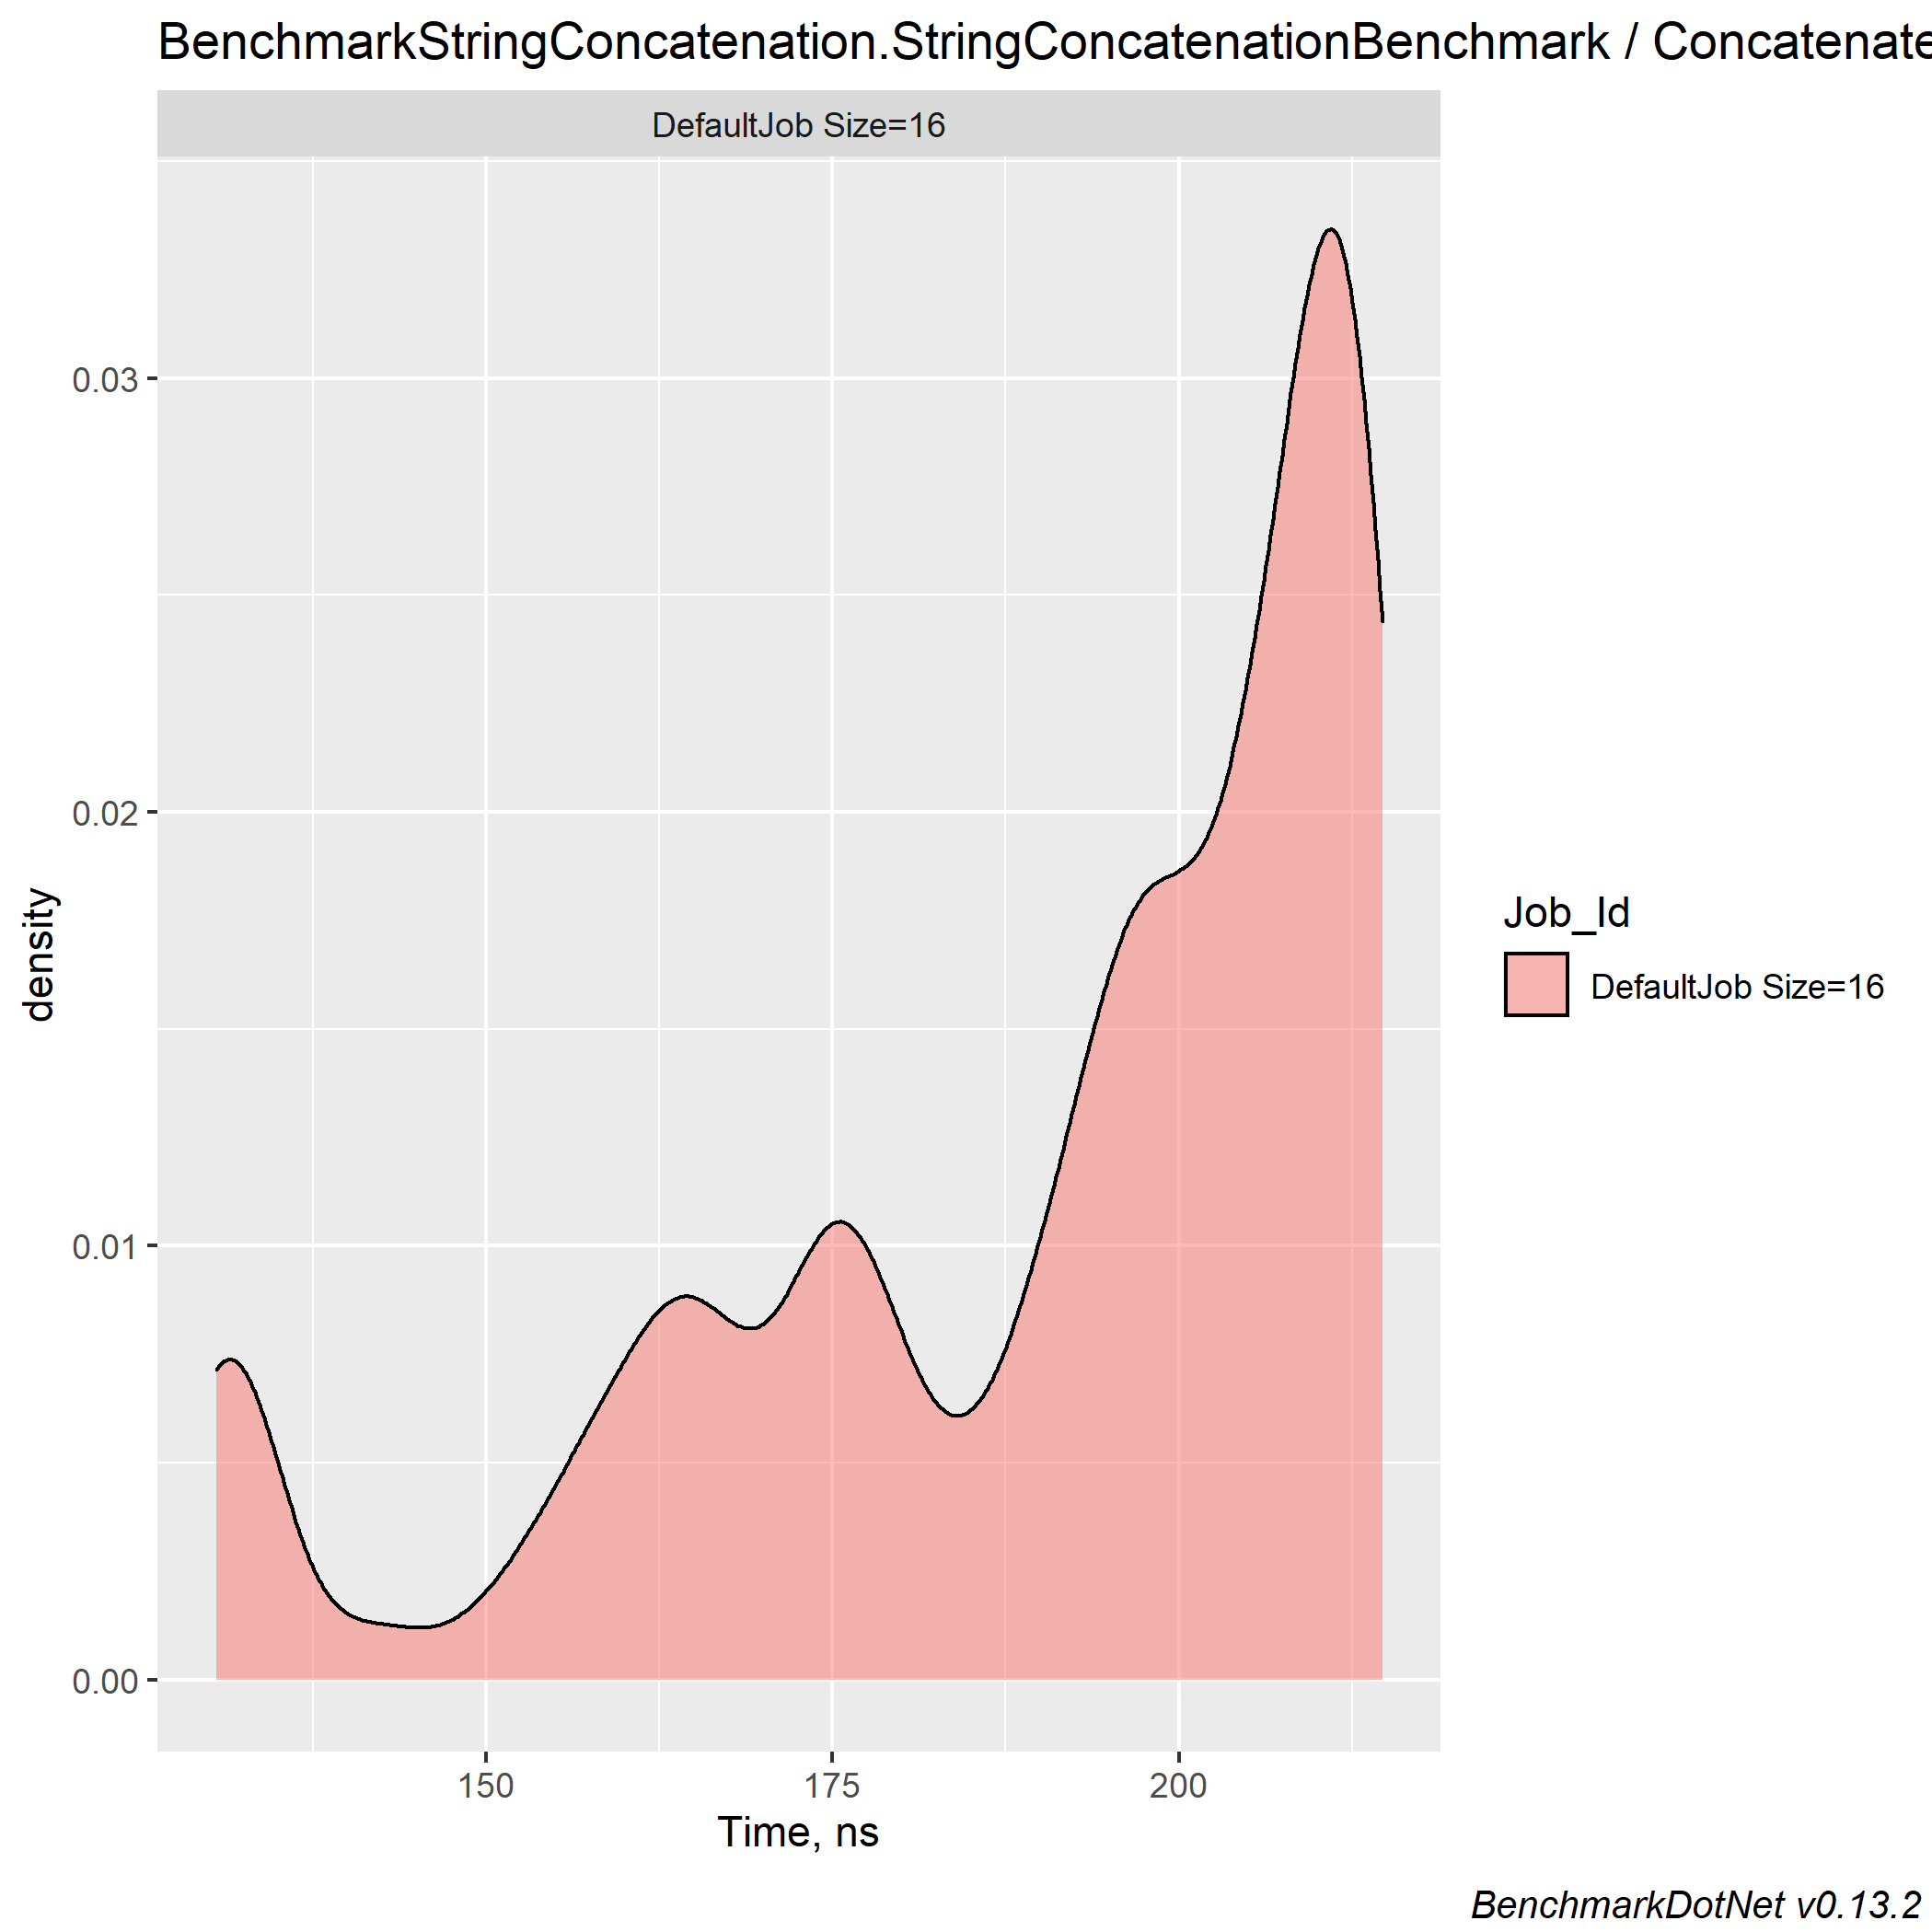 BenchmarkStringConcatenation.StringConcatenationBenchmark / Concatenate
DefaultJob Size=16
0.03
0.02
0.01
0.00
density
150 175 200
Time, ns
Job_Id
DefaultJob Size=16
BenchmarkDotNet v0.13.2